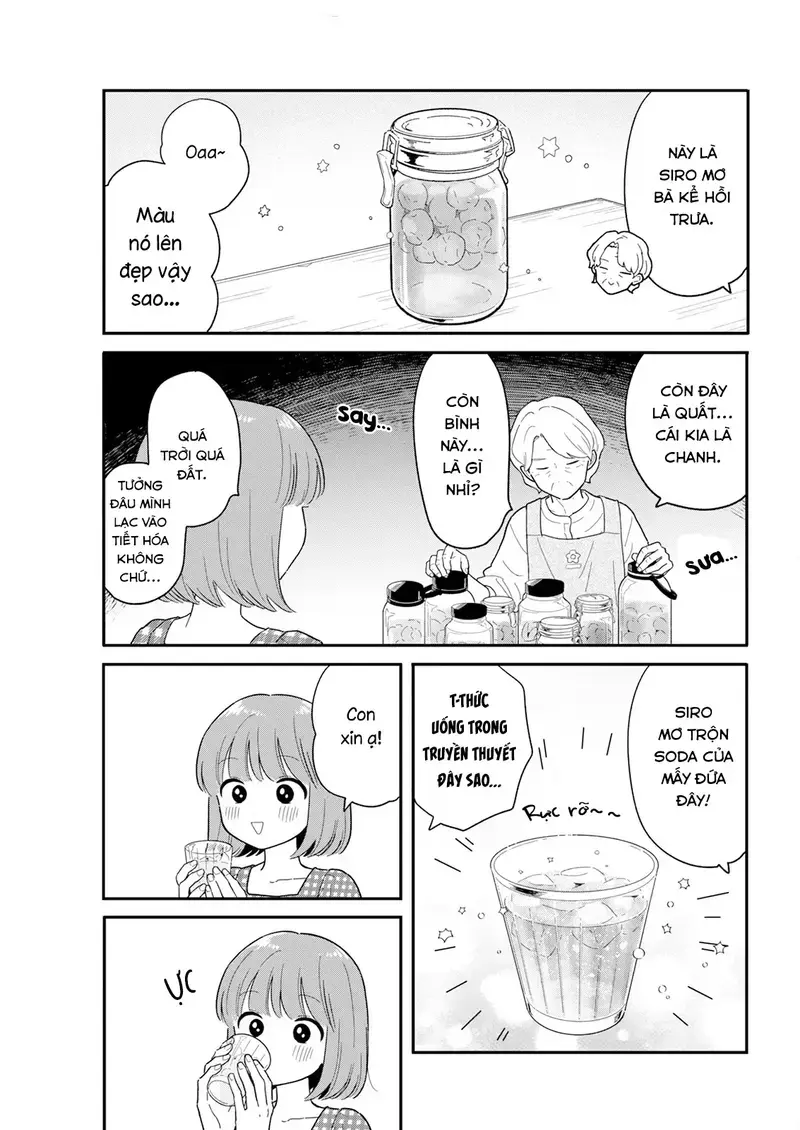 NÀY LÀ
SIRO MƠ
BÀ KỂ HỒI
TRƯA.
Oaa~
Màu
nó lên
đẹp vậy
sao...
CÒN ĐÂY
LÀ QUẤT...
CÁI KIA LÀ
CHANH.
CÒN
BÌNH
NÀY...
LÀ GÌ
NHỈ?
say...
sưa...
QUÁ
TRỜI QUÁ
ĐẤT.
TƯỞNG
ĐÂU MÌNH
LẠC VÀO
TIẾT HÓA
KHÔNG
CHỨ...
SIRO
MƠ TRỘN
SODA CỦA
MẤY ĐỨA
ĐÂY!
T-THỨC
UỐNG TRONG
TRUYỀN THUYẾT
ĐÂY SAO...
Rực rỡ~~
Con
xin ạ!
ỰC